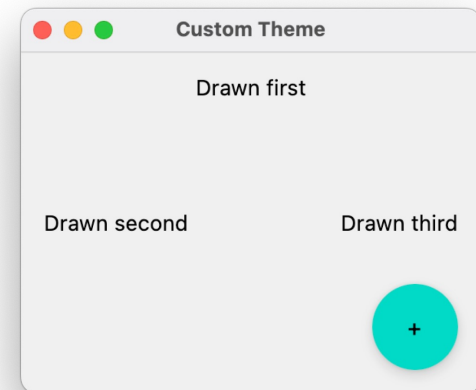 Custom Theme
Drawn first
Drawn second
Drawn third
+